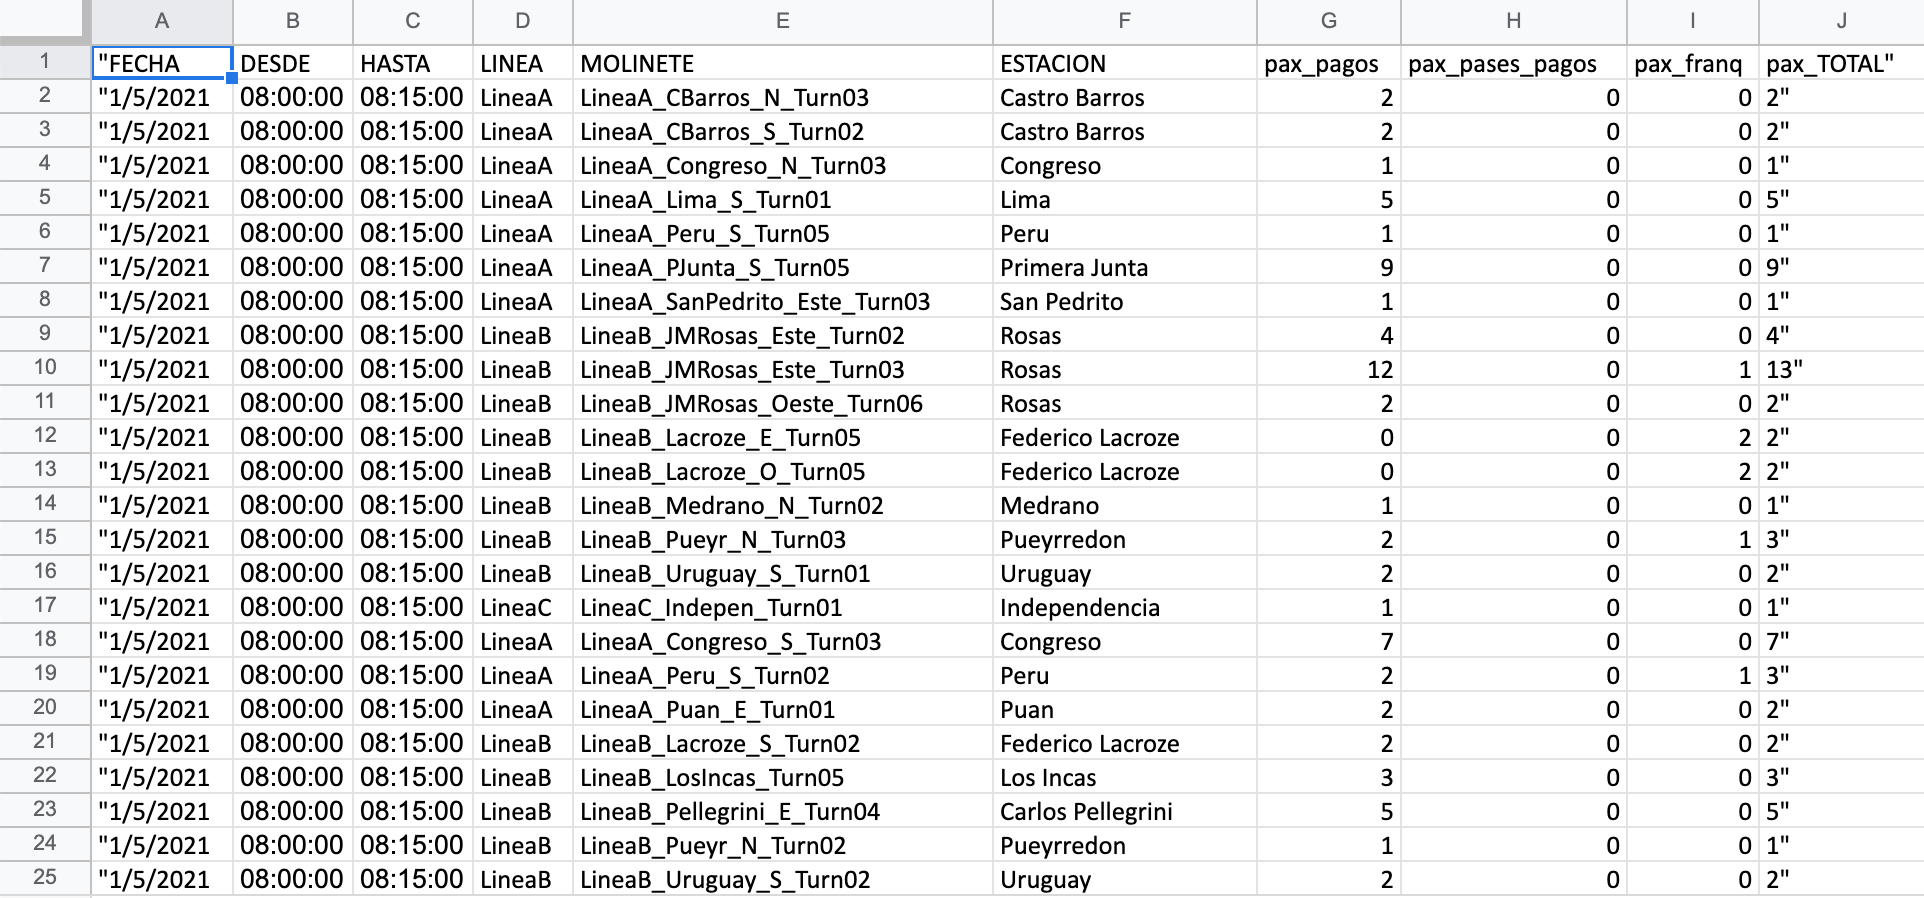 A B C D E F G H I J
1 "FECHA DESDE HASTA LINEA MOLINETE ESTACION pax_pagos pax_pases_pagos pax_franq pax_TOTAL"
2 "1/5/2021 08:00:00 08:15:00 LineaA LineaA_CBarros_N_Turn03 Castro Barros 2 0 0 2"
3 "1/5/2021 08:00:00 08:15:00 LineaA LineaA_CBarros_S_Turn02 Castro Barros 2 0 0 2"
4 "1/5/2021 08:00:00 08:15:00 LineaA LineaA_Congreso_N_Turn03 Congreso 1 0 0 1"
5 "1/5/2021 08:00:00 08:15:00 LineaA LineaA_Lima_S_Turn01 Lima 5 0 0 5"
6 "1/5/2021 08:00:00 08:15:00 LineaA LineaA_Peru_S_Turn05 Peru 1 0 0 1"
7 "1/5/2021 08:00:00 08:15:00 LineaA LineaA_PJunta_S_Turn05 Primera Junta 9 0 0 9"
8 "1/5/2021 08:00:00 08:15:00 LineaA LineaA_SanPedrito_Este_Turn03 San Pedrito 1 0 0 1"
9 "1/5/2021 08:00:00 08:15:00 LineaB LineaB_JMRosas_Este_Turn02 Rosas 4 0 0 4"
10 "1/5/2021 08:00:00 08:15:00 LineaB LineaB_JMRosas_Este_Turn03 Rosas 12 0 1 13"
11 "1/5/2021 08:00:00 08:15:00 LineaB LineaB_JMRosas_Oeste_Turn06 Rosas 2 0 0 2"
12 "1/5/2021 08:00:00 08:15:00 LineaB LineaB_Lacroze_E_Turn05 Federico Lacroze 0 0 2 2"
13 "1/5/2021 08:00:00 08:15:00 LineaB LineaB_Lacroze_O_Turn05 Federico Lacroze 0 0 2 2"
14 "1/5/2021 08:00:00 08:15:00 LineaB LineaB_Medrano_N_Turn02 Medrano 1 0 0 1"
15 "1/5/2021 08:00:00 08:15:00 LineaB LineaB_Pueyr_N_Turn03 Pueyrredon 2 0 1 3"
16 "1/5/2021 08:00:00 08:15:00 LineaB LineaB_Uruguay_S_Turn01 Uruguay 2 0 0 2"
17 "1/5/2021 08:00:00 08:15:00 LineaC LineaC_Indepen_Turn01 Independencia 1 0 0 1"
18 "1/5/2021 08:00:00 08:15:00 LineaA LineaA_Congreso_S_Turn03 Congreso 7 0 0 7"
19 "1/5/2021 08:00:00 08:15:00 LineaA LineaA_Peru_S_Turn02 Peru 2 0 1 3"
20 "1/5/2021 08:00:00 08:15:00 LineaA LineaA_Puan_E_Turn01 Puan 2 0 0 2"
21 "1/5/2021 08:00:00 08:15:00 LineaB LineaB_Lacroze_S_Turn02 Federico Lacroze 2 0 0 2"
22 "1/5/2021 08:00:00 08:15:00 LineaB LineaB_LosIncas_Turn05 Los Incas 3 0 0 3"
23 "1/5/2021 08:00:00 08:15:00 LineaB LineaB_Pellegrini_E_Turn04 Carlos Pellegrini 5 0 0 5"
24 "1/5/2021 08:00:00 08:15:00 LineaB LineaB_Pueyr_N_Turn02 Pueyrredon 1 0 0 1"
25 "1/5/2021 08:00:00 08:15:00 LineaB LineaB_Uruguay_S_Turn02 Uruguay 2 0 0 2"